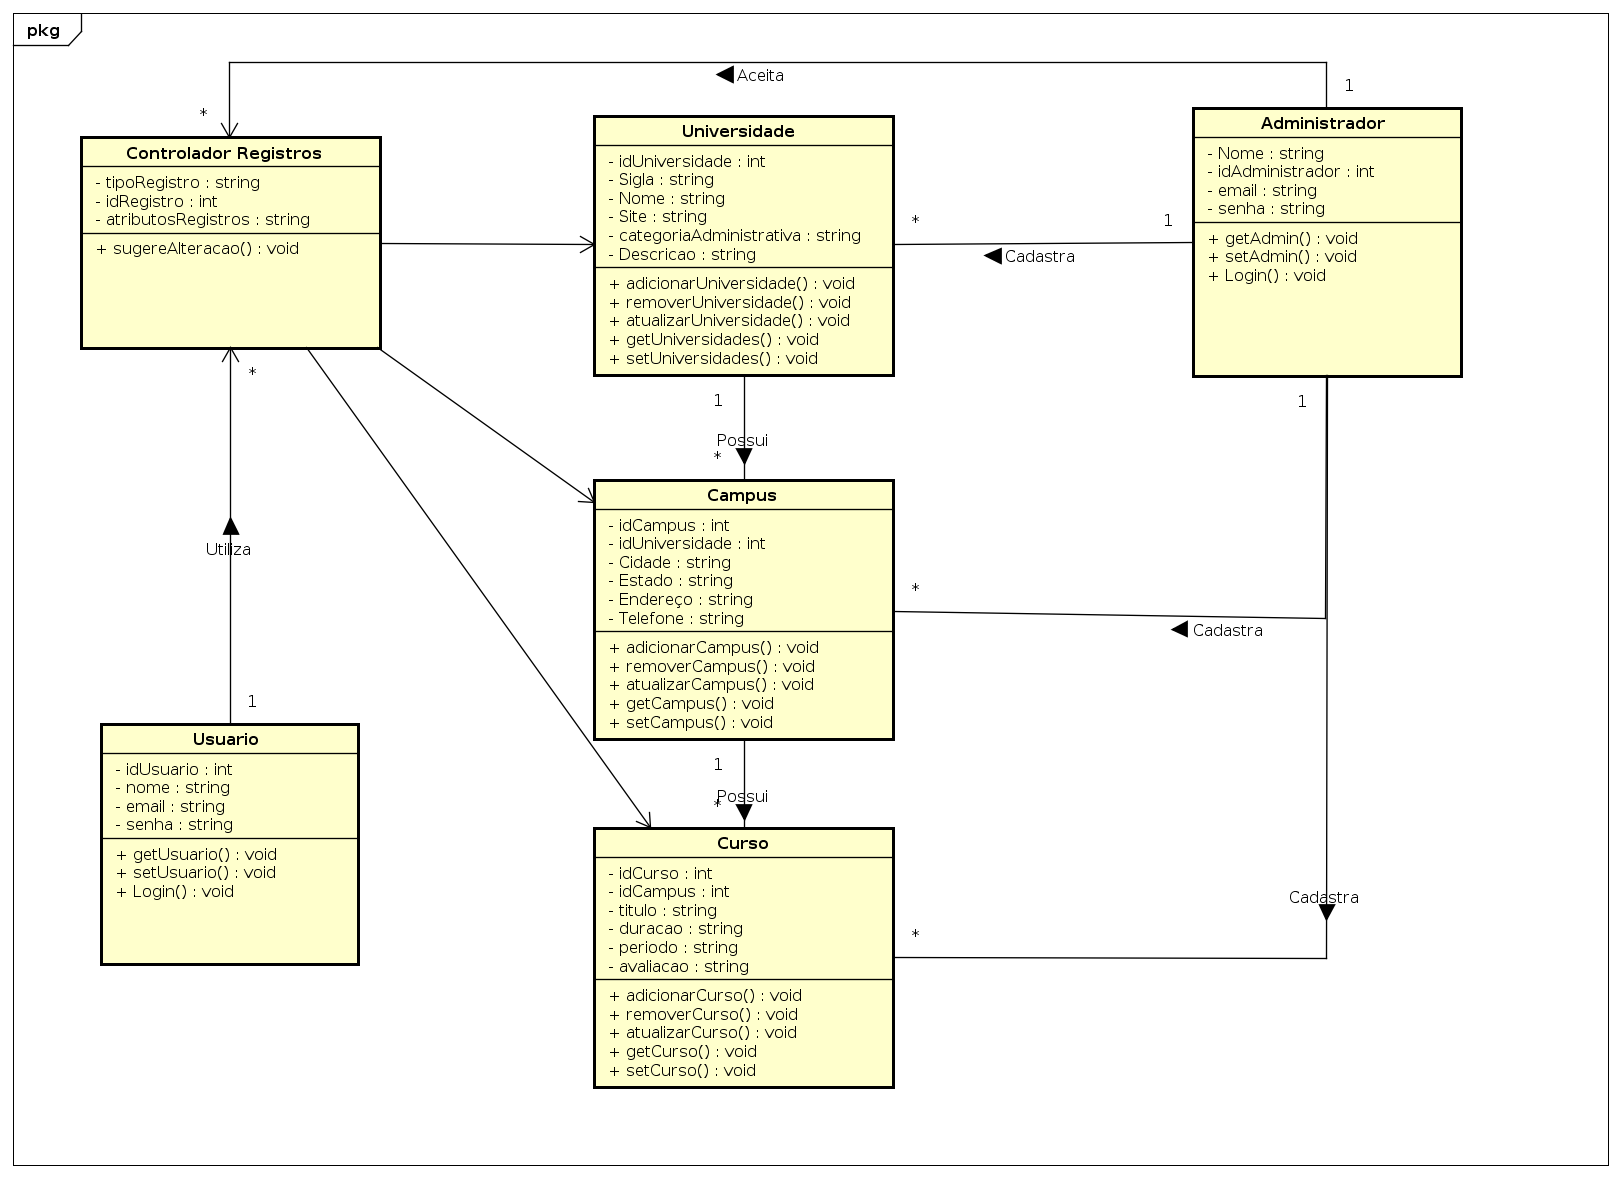 pkg
Aceita
1
*
Controlador Registros
- tipoRegistro : string
- idRegistro : int
- atributosRegistros : string
+ sugereAlteracao() : void
Universidade
- idUniversidade : int
- Sigla : string
- Nome : string
- Site : string
- categoriaAdministrativa : string
- Descricao : string
+ adicionarUniversidade() : void
+ removerUniversidade() : void
+ atualizarUniversidade() : void
+ getUniversidades() : void
+ setUniversidades() : void
*
1
Cadastra
Administrador
- Nome : string
- idAdministrador : int
- email : string
- senha : string
+ getAdmin() : void
+ setAdmin() : void
+ Login() : void
*
1
1
Possui
*
Utiliza
Campus
- idCampus : int
- idUniversidade : int
- Cidade : string
- Estado : string
- Endereço : string
- Telefone : string
+ adicionarCampus() : void
+ removerCampus() : void
+ atualizarCampus() : void
+ getCampus() : void
+ setCampus() : void
*
Cadastra
1
Usuario
- idUsuario : int
- nome : string
- email : string
- senha : string
+ getUsuario() : void
+ setUsuario() : void
+ Login() : void
1
Possui
*
Curso
- idCurso : int
- idCampus : int
- titulo : string
- duracao : string
- periodo : string
- avaliacao : string
+ adicionarCurso() : void
+ removerCurso() : void
+ atualizarCurso() : void
+ getCurso() : void
+ setCurso() : void
Cadastra
*